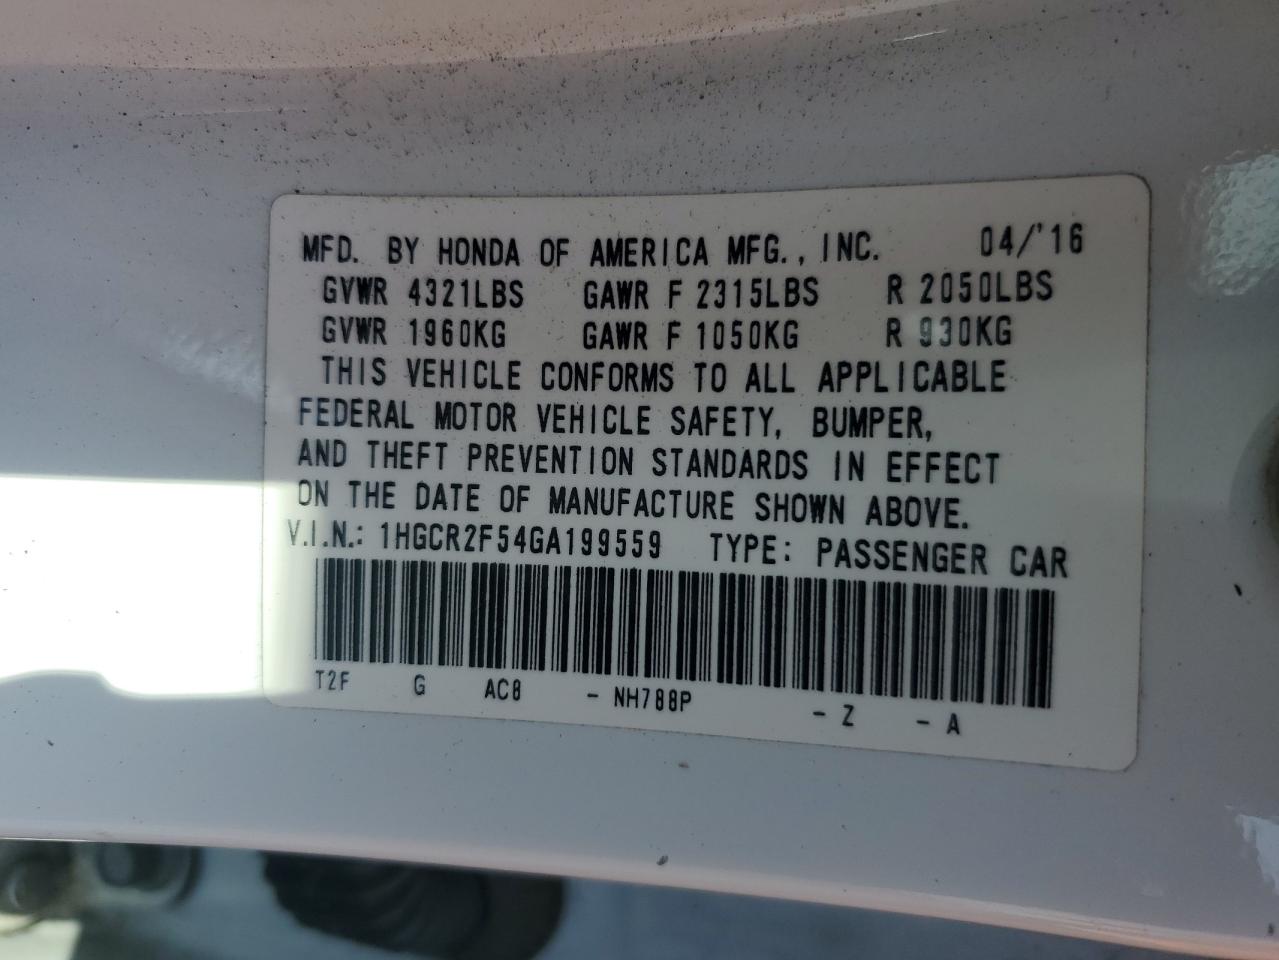 MFD. BY HONDA OF AMERICA MFG., INC. 04/'16
GVWR 4321LBS GAWR F 2315LBS R 2050LBS
GVWR 1960KG GAWR F 1050KG R 930KG
THIS VEHICLE CONFORMS TO ALL APPLICABLE
FEDERAL MOTOR VEHICLE SAFETY, BUMPER,
AND THEFT PREVENTION STANDARDS IN EFFECT
ON THE DATE OF MANUFACTURE SHOWN ABOVE.
V.I.N.: 1HGCR2F54GA199559 TYPE: PASSENGER CAR
T2F G AC8 - NH788P - Z - A